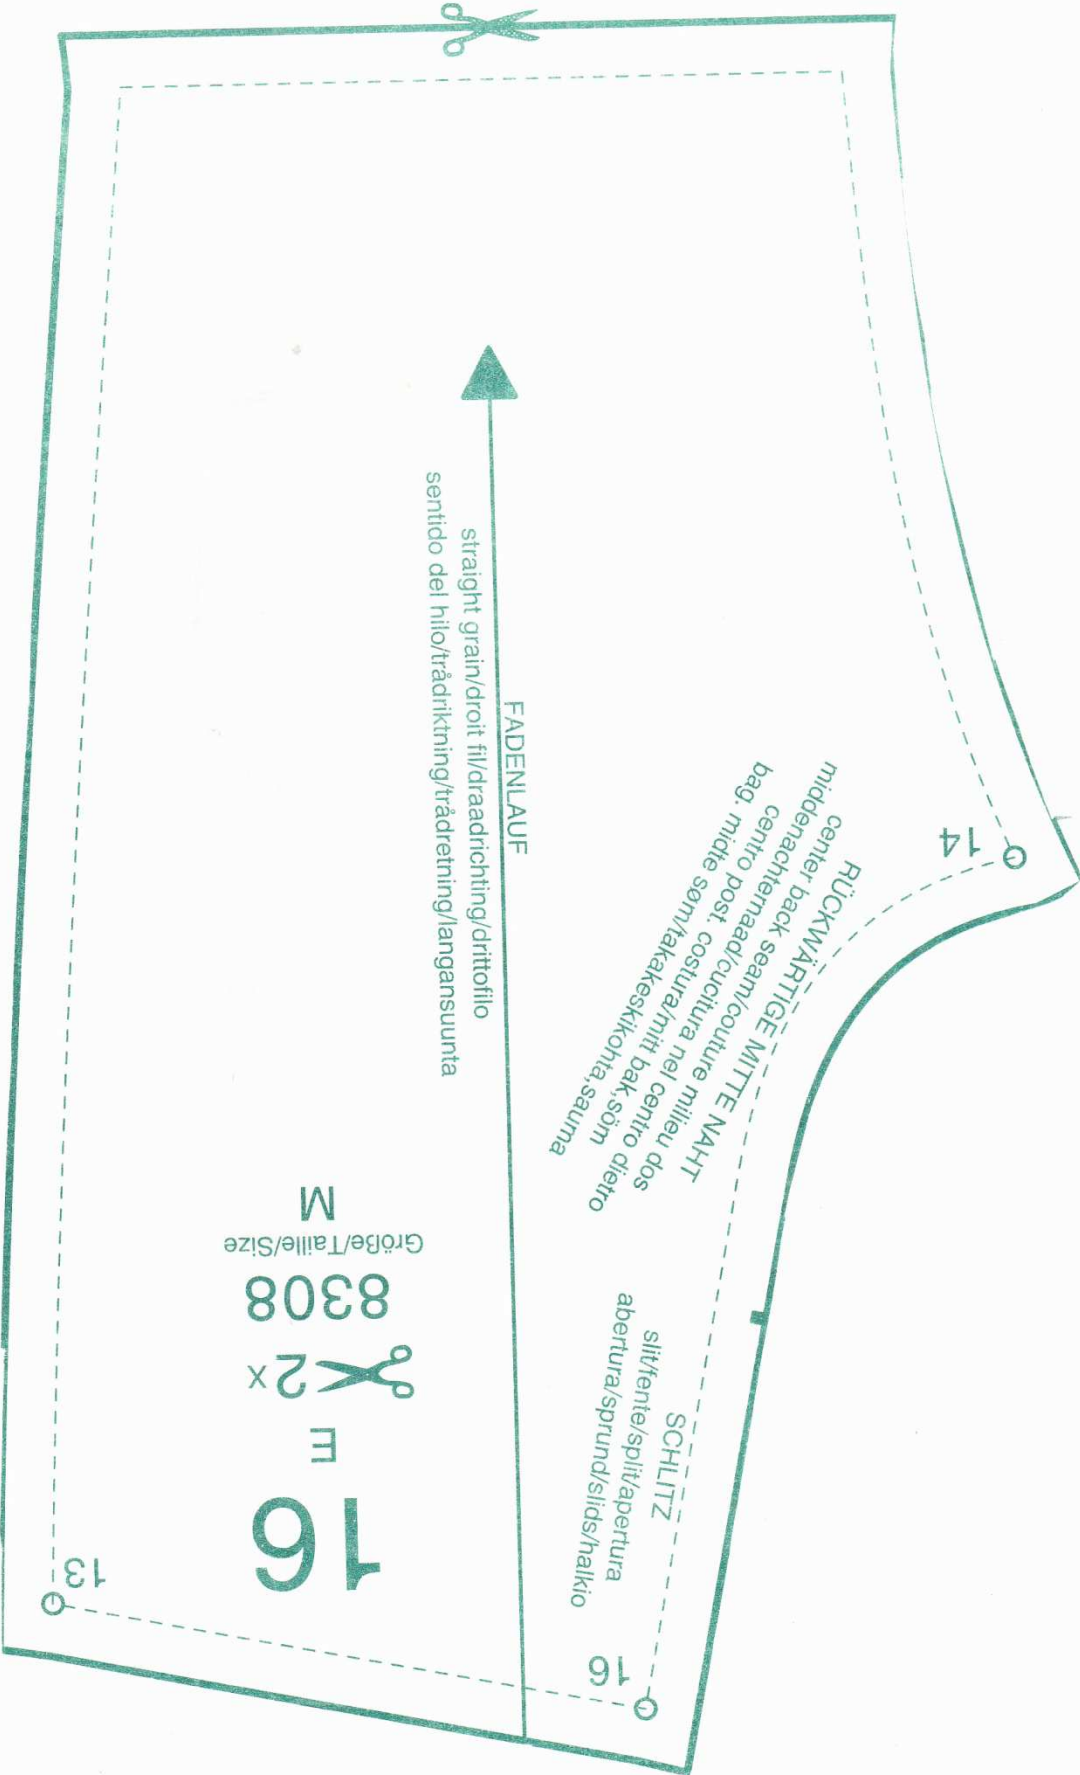 16
13
16
E
2x
8308
Größe/Taille/Size
M
SCHLITZ
slit/fente/split/apertura
abertura/sprund/slids/halkio
RÜCKWÄRTIGE MITTE NAHT
center back seam/couture milieu dos
middenachternaad/cucitura nel centro dietro
centro post. costura/mitt bak,söm
bag. midte søm/takakeskikohta,sauma
14
FADENLAUF
straight grain/droit fil/draadrichting/drittofilo
sentido del hilo/trådriktning/trådretning/langansuunta